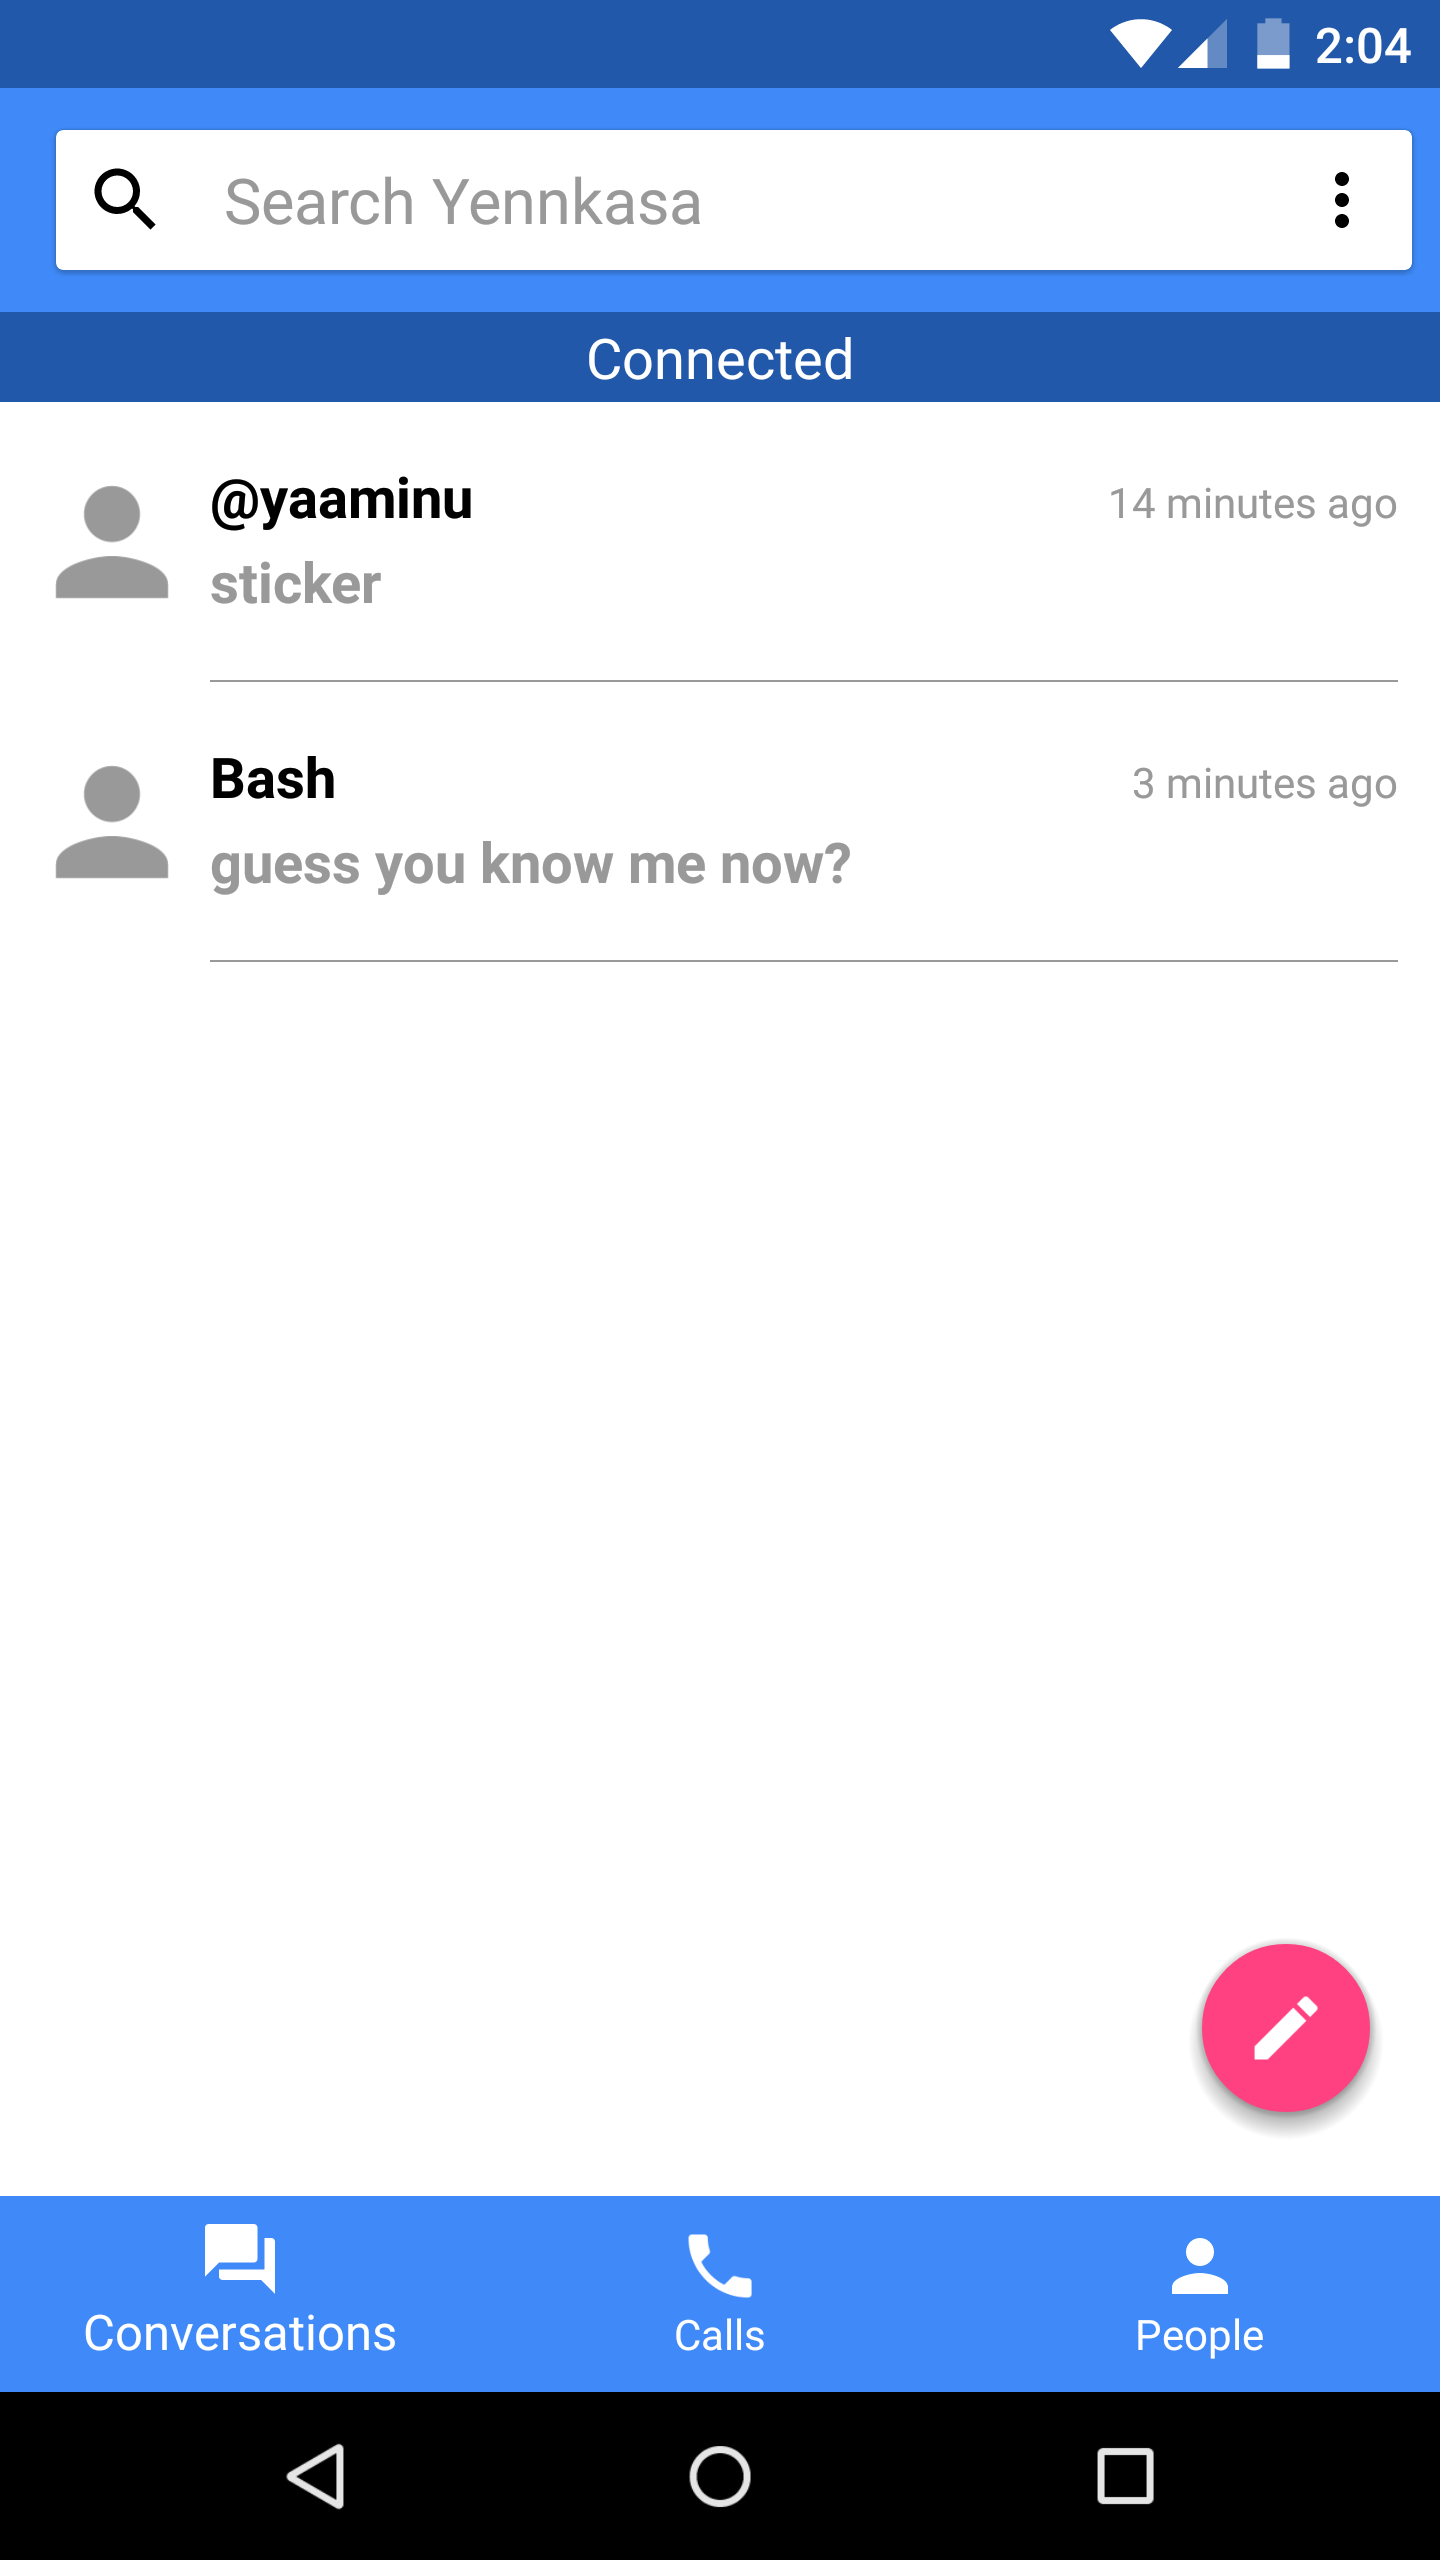 2:04
Search Yennkasa
Connected
@yaaminu
14 minutes ago
sticker
Bash
3 minutes ago
guess you know me now?
Conversations
Calls
People